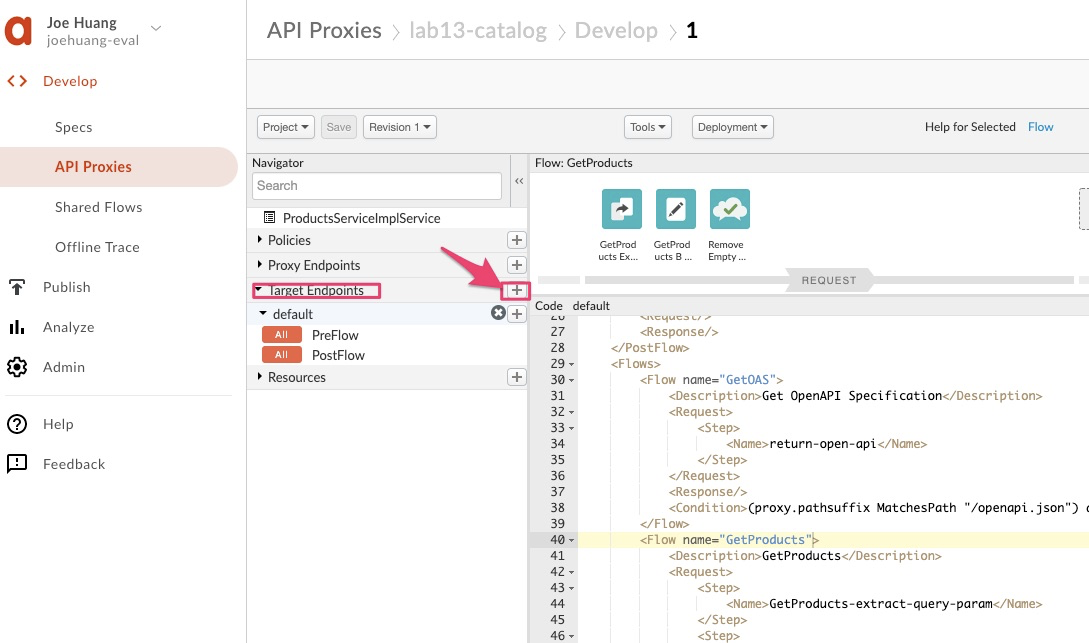 Joe Huang
joehuang-eval
Develop
Specs
API Proxies
Shared Flows
Offline Trace
Publish
Analyze
Admin
Help
Feedback
API Proxies > lab13-catalog > Develop > 1
Project Save Revision 1 Tools Deployment Help for Selected Flow
Navigator
Search
ProductsServiceImplService
Policies
Proxy Endpoints
Target Endpoints
default
All PreFlow
All PostFlow
Resources
Flow: GetProducts
GetProd
ucts Ex...
GetProd
ucts B ...
Remove
Empty ...
REQUEST
Code default
26 <Request/>
27 <Response/>
28 </PostFlow>
29 <Flows>
30 <Flow name="GetOAS">
31 <Description>Get OpenAPI Specification</Description>
32 <Request>
33 <Step>
34 <Name>return-open-api</Name>
35 </Step>
36 </Request>
37 <Response/>
38 <Condition>(proxy.pathsuffix MatchesPath "/openapi.json")
39 </Flow>
40 <Flow name="GetProducts">
41 <Description>GetProducts</Description>
42 <Request>
43 <Step>
44 <Name>GetProducts-extract-query-param</Name>
45 </Step>
46 <Step>